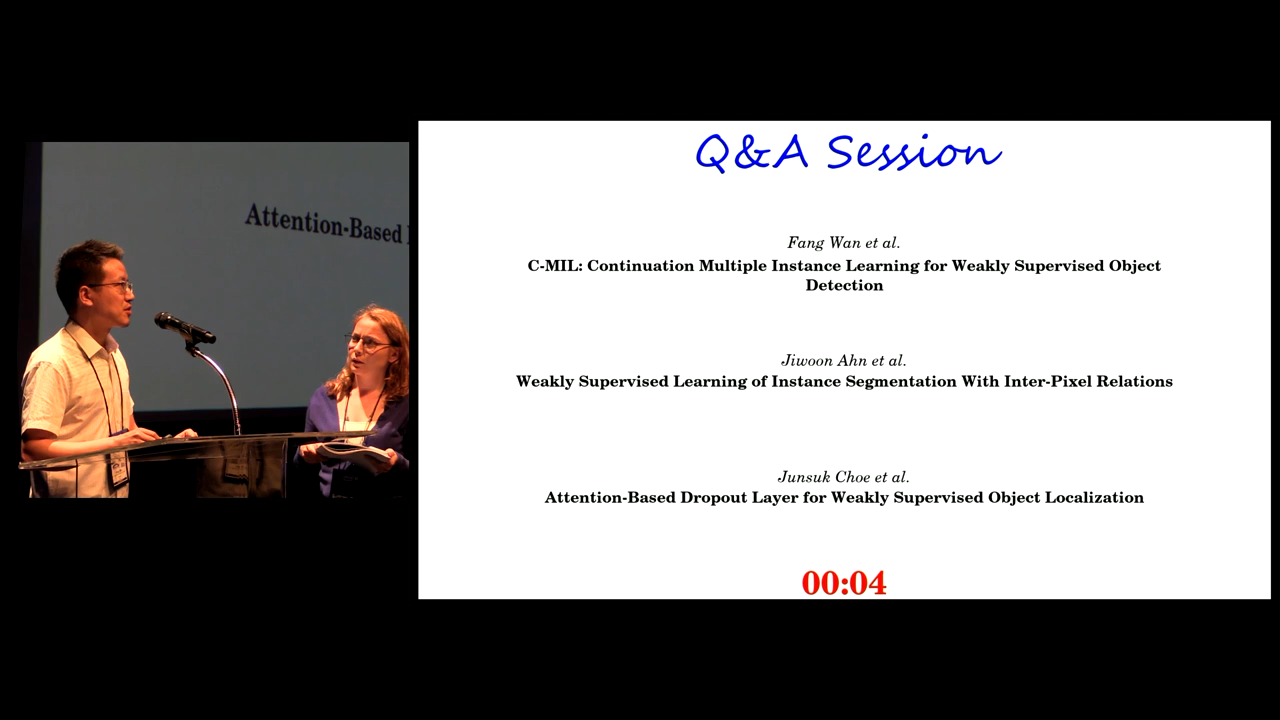 Attention-Based
Q&A Session
Fang Wan et al.
C-MIL: Continuation Multiple Instance Learning for Weakly Supervised Object
Detection
Jiwoon Ahn et al.
Weakly Supervised Learning of Instance Segmentation With Inter-Pixel Relations
Junsuk Choe et al.
Attention-Based Dropout Layer for Weakly Supervised Object Localization
00:04